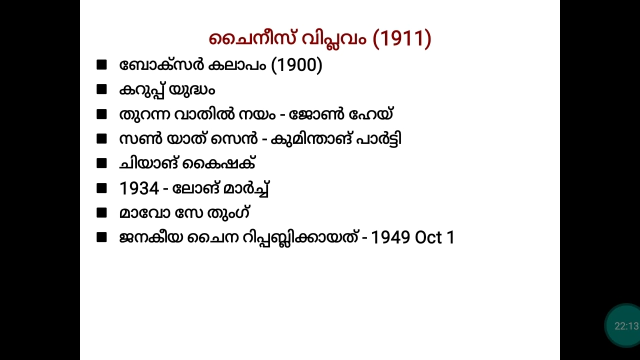 ചൈനീസ് വിപ്ലവം (1911)
■ ബോക്സർ കലാപം (1900)
■ കറുപ്പ് യുദ്ധം
■ തുറന്ന വാതിൽ നയം - ജോൺ ഹേയ്
■ സൺ യാത് സെൻ - കുമിന്താങ് പാർട്ടി
■ ചിയാങ് കൈഷക്
■ 1934 - ലോങ് മാർച്ച്
■ മാവോ സേ തുംഗ്
■ ജനകീയ ചൈന റിപ്പബ്ലിക്കായത് - 1949 Oct 1
22:13